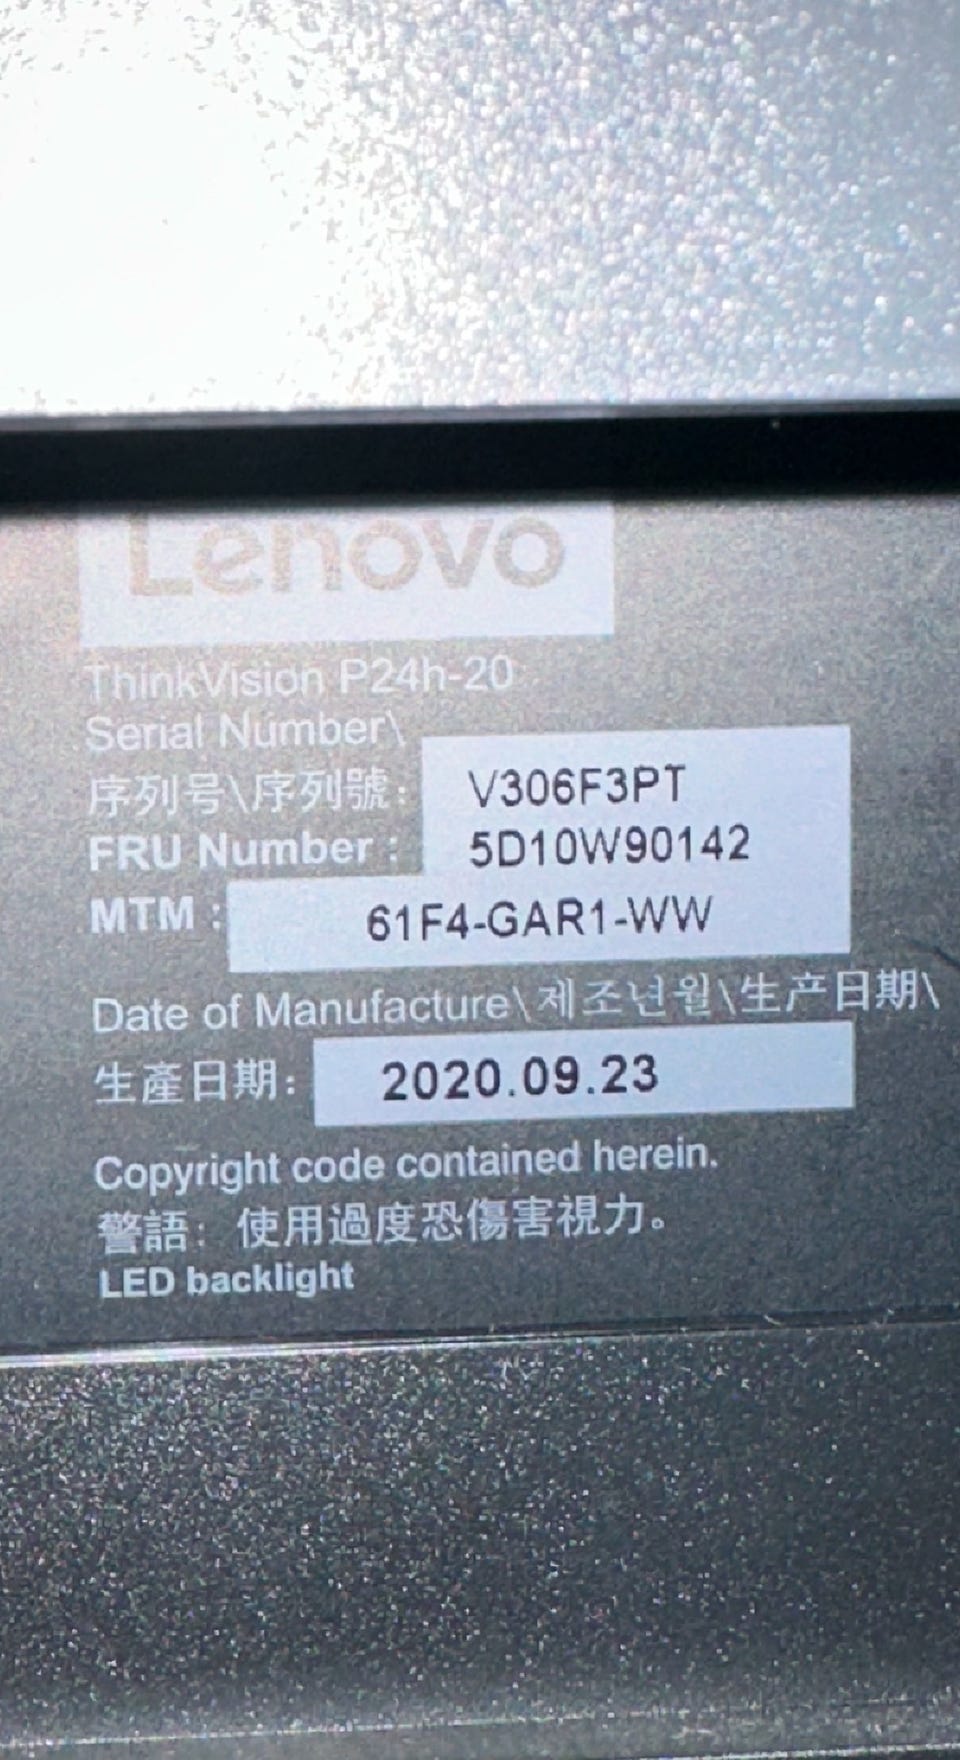 Lenovo
ThinkVision P24h-20
Serial Number\
序列号\序列號: V306F3PT
FRU Number : 5D10W90142
MTM : 61F4-GAR1-WW
Date of Manufacture\제조년월\生产日期\
生產日期: 2020.09.23
Copyright code contained herein.
警語: 使用過度恐傷害視力。
LED backlight